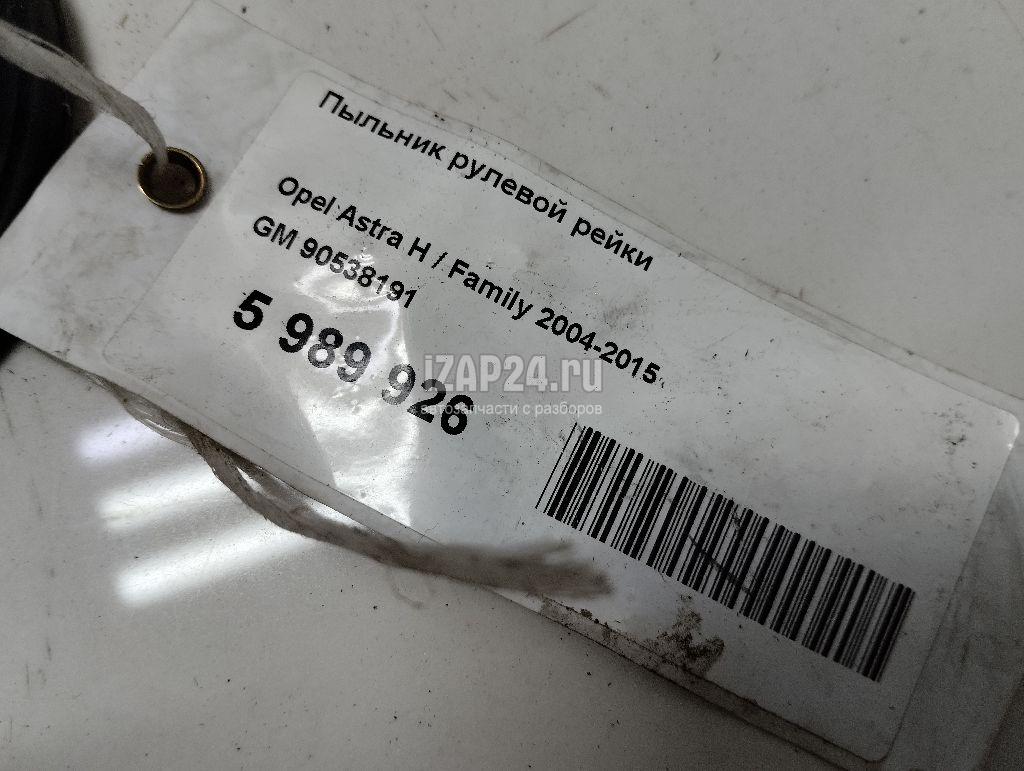 Пыльник рулевой рейки
Opel Astra H / Family 2004-2015
GM 90538191
5 989 926
iZAP24.ru
автозапчасти с разборов